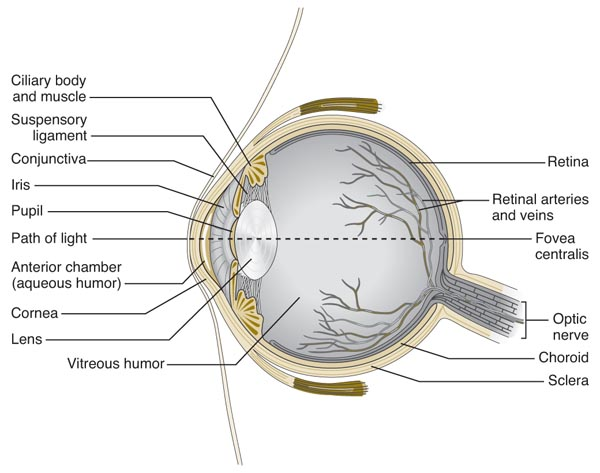 Ciliary body
and muscle
Suspensory
ligament
Conjunctiva
Iris
Pupil
Path of light
Anterior chamber
(aqueous humor)
Cornea
Lens
Vitreous humor
Retina
Retinal arteries
and veins
Fovea
centralis
Optic
nerve
Choroid
Sclera